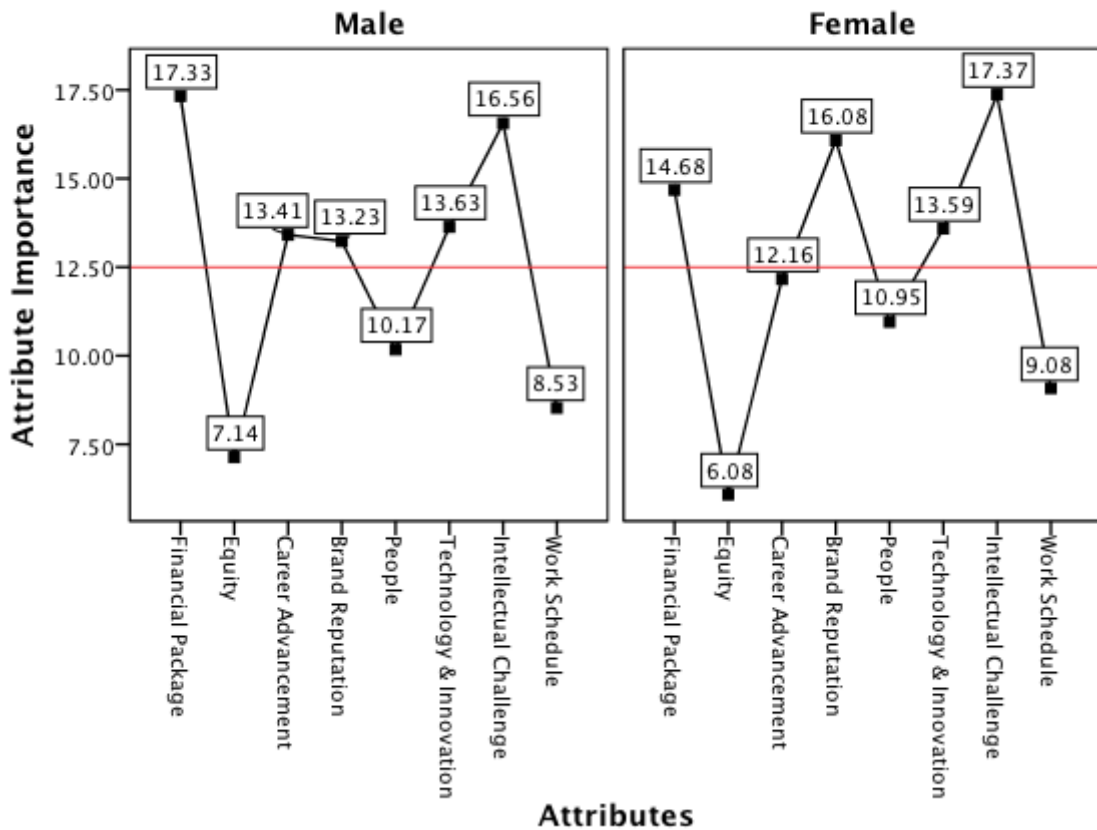 Male
Female
Attribute Importance
17.50
15.00
12.50
10.00
7.50
17.33
7.14
13.41
13.23
10.17
13.63
16.56
8.53
14.68
6.08
12.16
16.08
10.95
13.59
17.37
9.08
Financial Package
Equity
Career Advancement
Brand Reputation
People
Technology & Innovation
Intellectual Challenge
Work Schedule
Financial Package
Equity
Career Advancement
Brand Reputation
People
Technology & Innovation
Intellectual Challenge
Work Schedule
Attributes